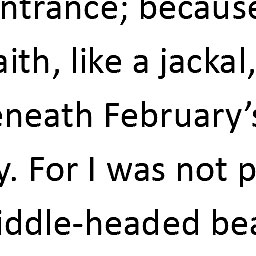 ntrance; because
aith, like a jackal,
eneath February’s
y. For I was not p
iddle-headed bea